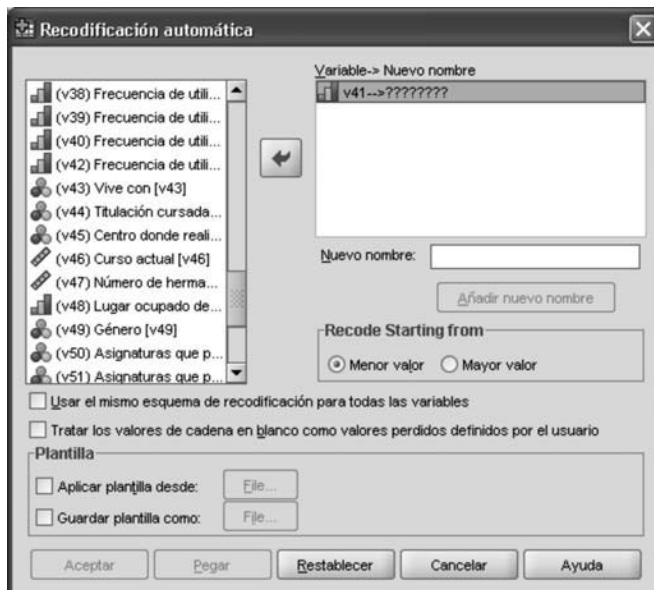 Recodificación automática
(v38) Frecuencia de utili...
(v39) Frecuencia de utili...
(v40) Frecuencia de utili...
(v42) Frecuencia de utili...
(v43) Vive con [v43]
(v44) Titulación cursada...
(v45) Centro donde reali...
(v46) Curso actual [v46]
(v47) Número de herma...
(v48) Lugar ocupado de...
(v49) Género [v49]
(v50) Asignaturas que p...
(v51) Asignaturas que p...
Variable-> Nuevo nombre
v41-->????????
Nuevo nombre:
Añadir nuevo nombre
Recode Starting from
Menor valor
Mayor valor
Usar el mismo esquema de recodificación para todas las variables
Tratar los valores de cadena en blanco como valores perdidos definidos por el usuario
Plantilla
Aplicar plantilla desde:
File...
Guardar plantilla como:
File...
Aceptar
Pegar
Restablecer
Cancelar
Ayuda